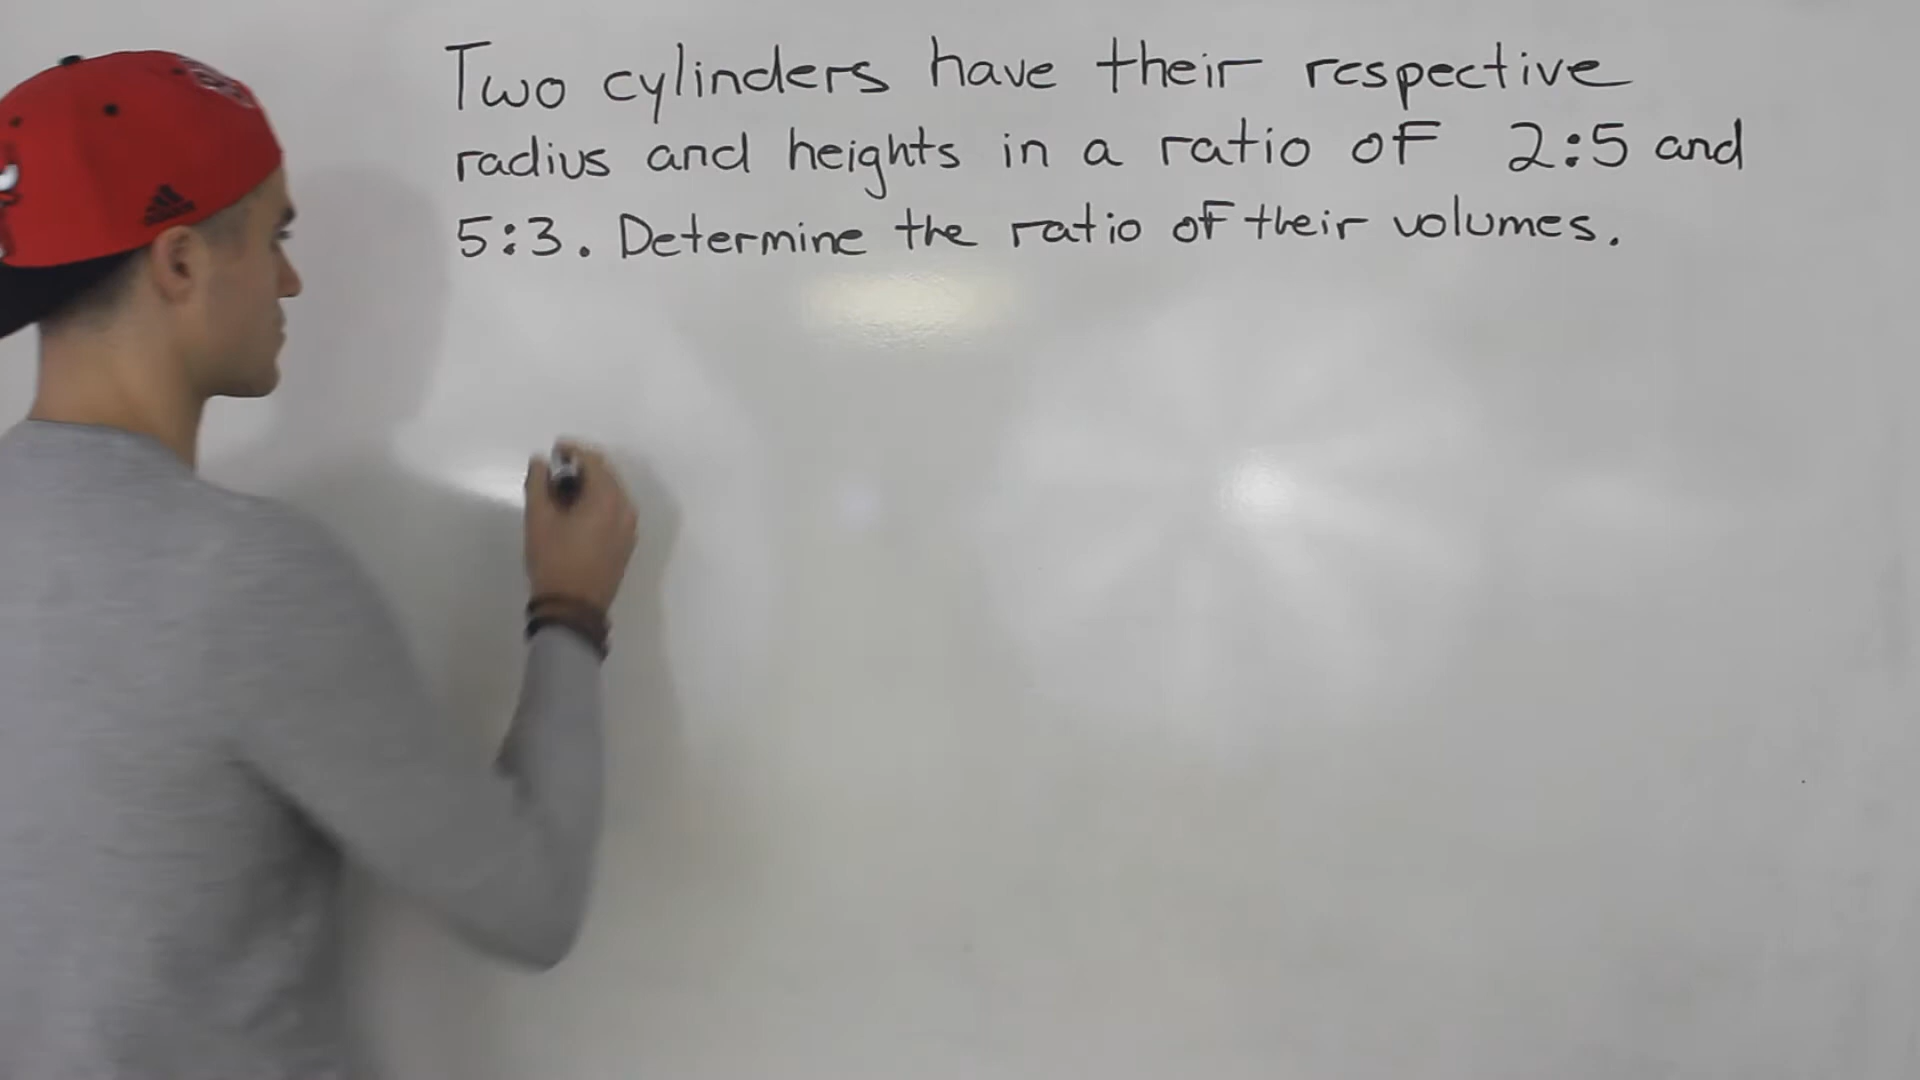 Two cylinders have their respective
radius and heights in a ratio of 2:5 and
5:3. Determine the ratio of their volumes.